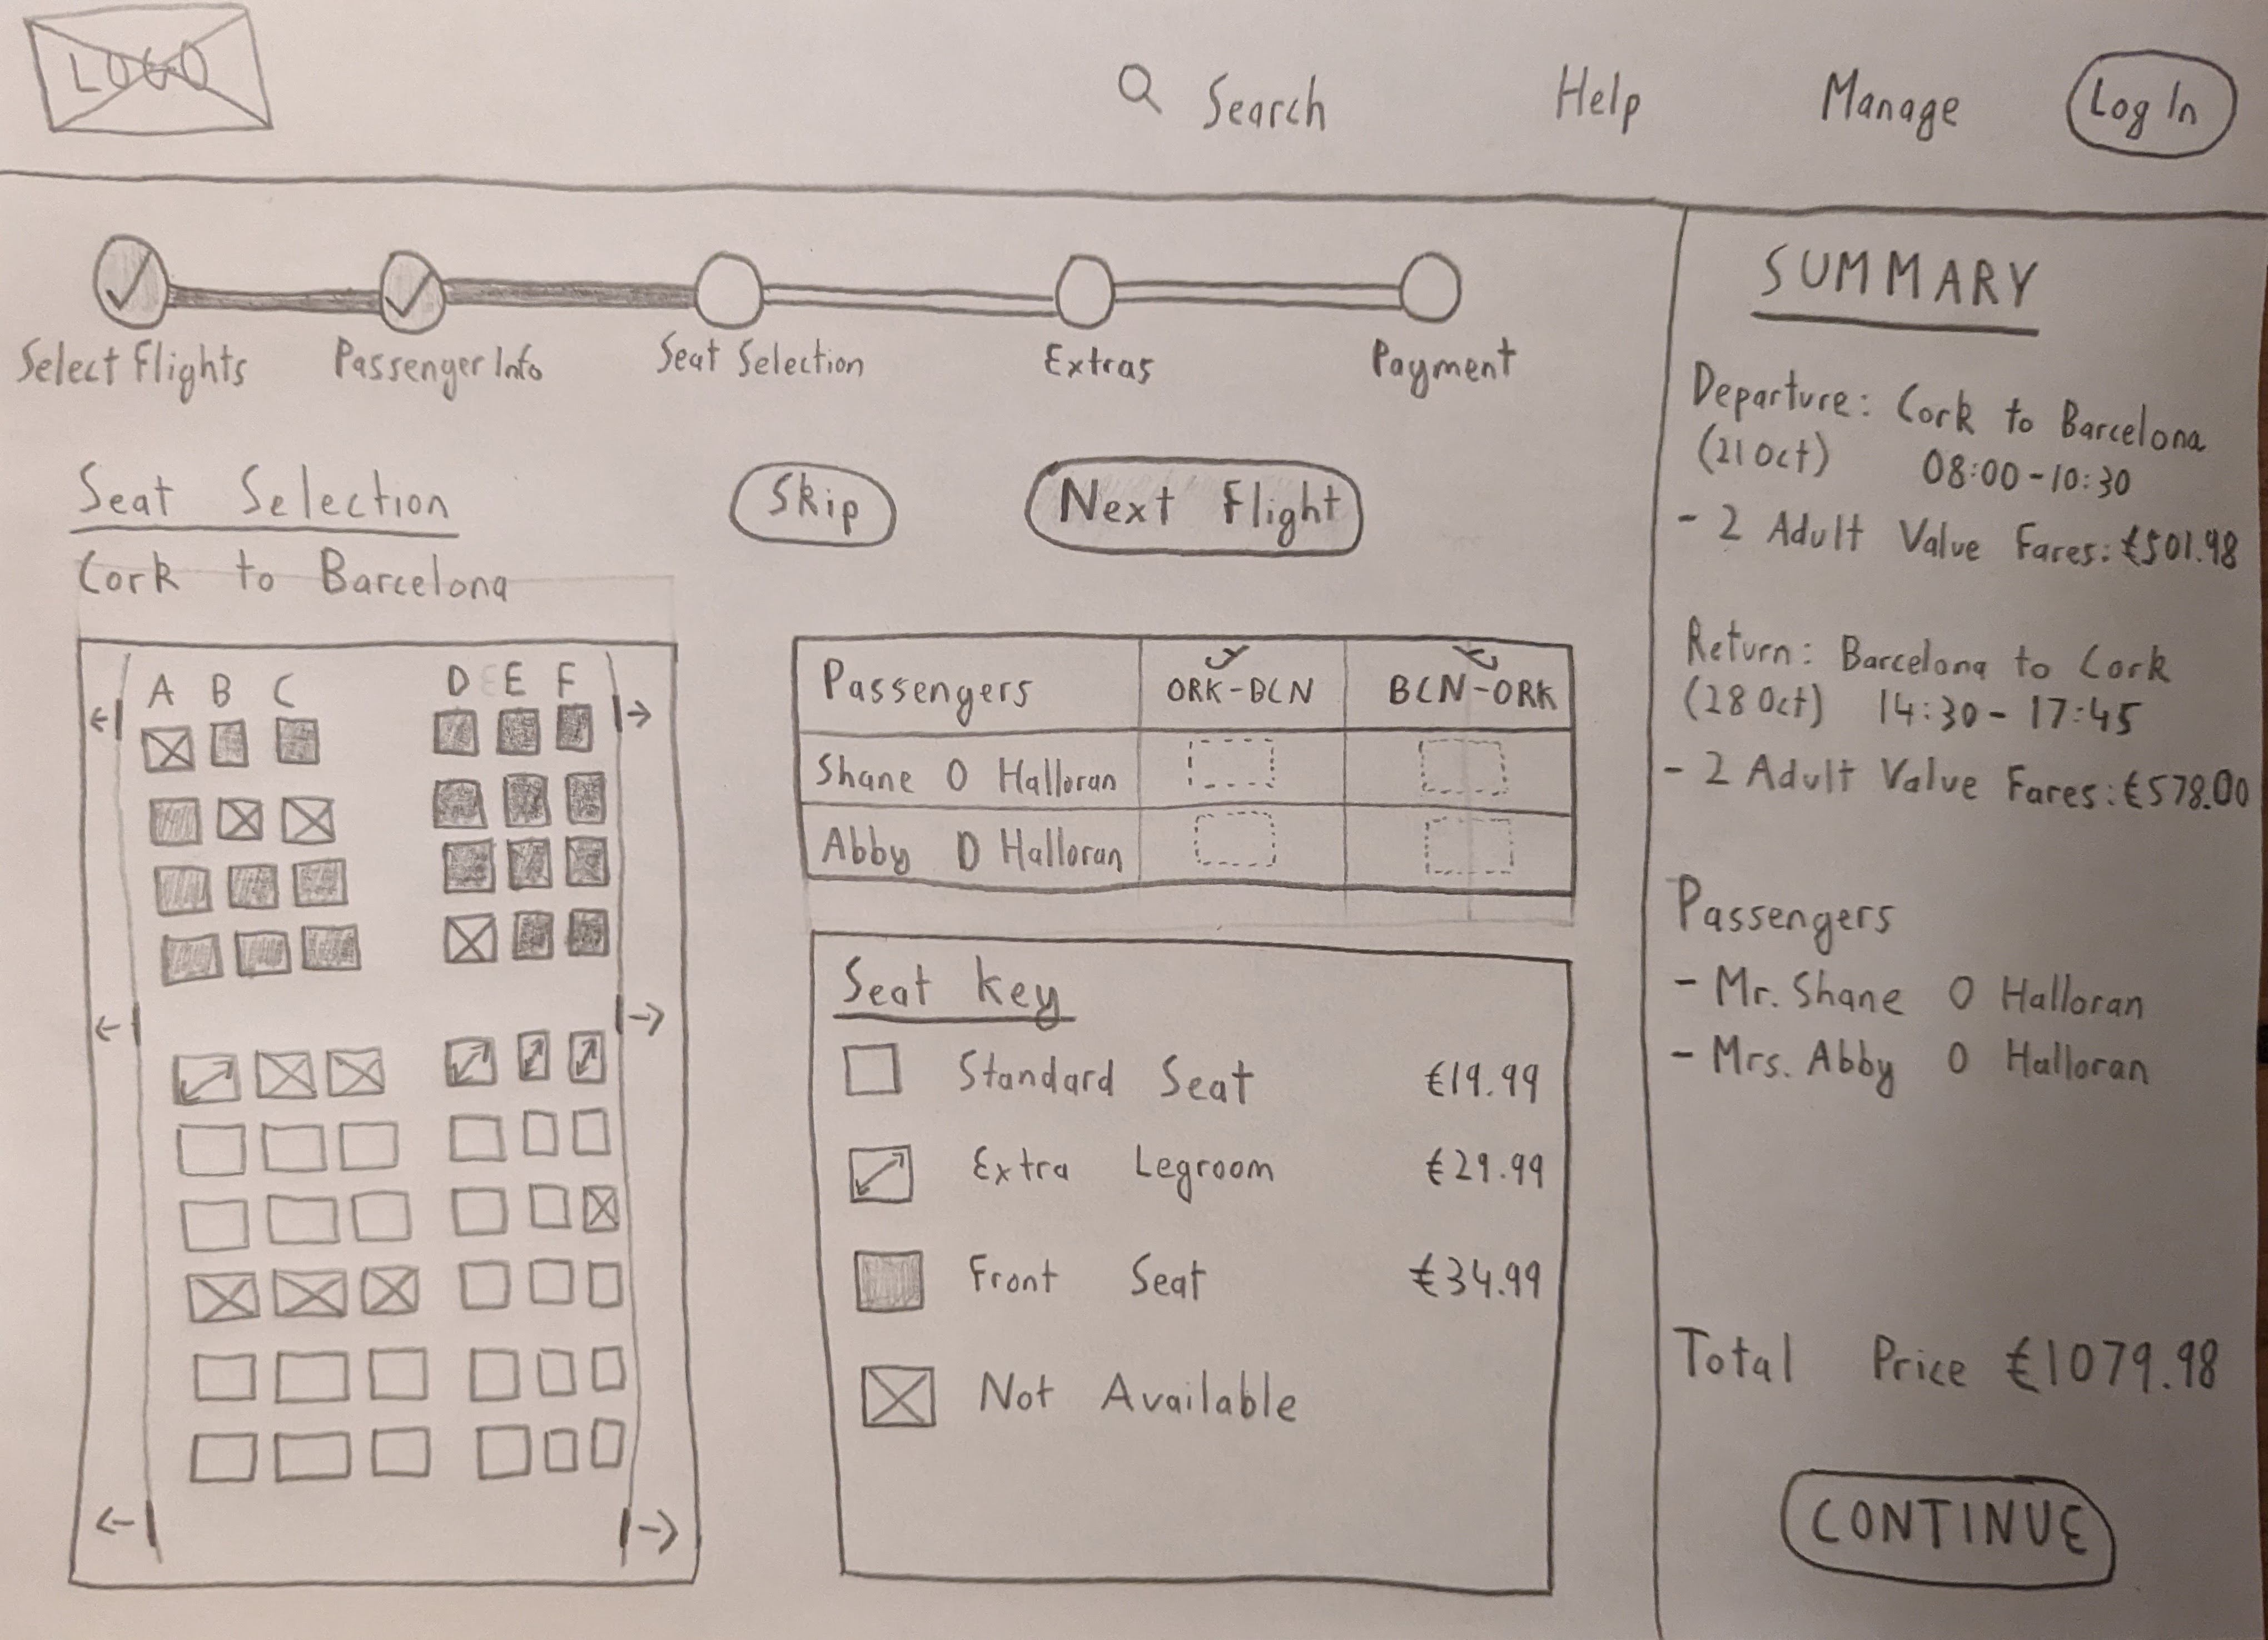 LOGO
Search Help Manage Log In
Select Flights Passenger Info Seat Selection Extras Payment
Seat Selection
Skip Next Flight
Cork to Barcelona
A B C D E F
Passengers ORK-BCN BCN-ORK
Shane O Halloran
Abby O Halloran
Seat Key
Standard Seat €19.99
Extra Legroom €29.99
Front Seat €34.99
Not Available
SUMMARY
Departure: Cork to Barcelona
(21 Oct) 08:00-10:30
- 2 Adult Value Fares: €501.98
Return: Barcelona to Cork
(28 Oct) 14:30-17:45
- 2 Adult Value Fares: €578.00
Passengers
- Mr. Shane O Halloran
- Mrs. Abby O Halloran
Total Price €1079.98
CONTINUE